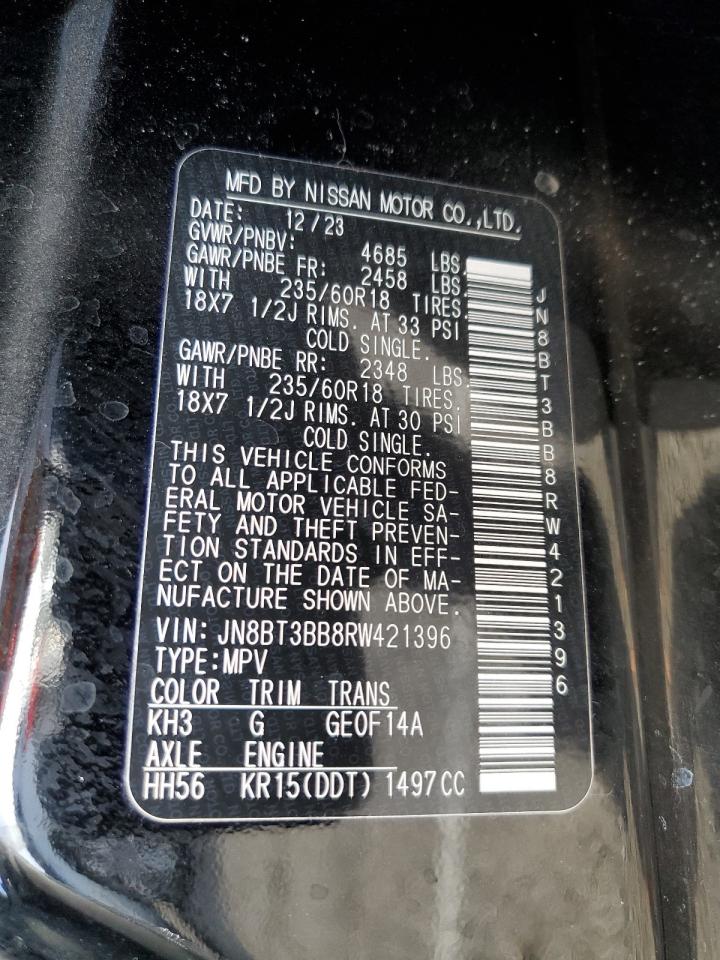 MFD BY NISSAN MOTOR CO.,LTD.
DATE: 12/23
GVWR/PNBV: 4685 LBS.
GAWR/PNBE FR: 2458 LBS.
WITH 235/60R18 TIRES.
18X7 1/2J RIMS. AT 33 PSI
COLD SINGLE.
GAWR/PNBE RR: 2348 LBS.
WITH 235/60R18 TIRES.
18X7 1/2J RIMS. AT 30 PSI
COLD SINGLE.
THIS VEHICLE CONFORMS
TO ALL APPLICABLE FED-
ERAL MOTOR VEHICLE SA-
FETY AND THEFT PREVEN-
TION STANDARDS IN EFF-
ECT ON THE DATE OF MA-
NUFACTURE SHOWN ABOVE.
VIN: JN8BT3BB8RW421396
TYPE:MPV
COLOR TRIM TRANS
KH3 G GE0F14A
AXLE ENGINE
HH56 KR15(DDT) 1497CC
JN8BT3BB8RW421396